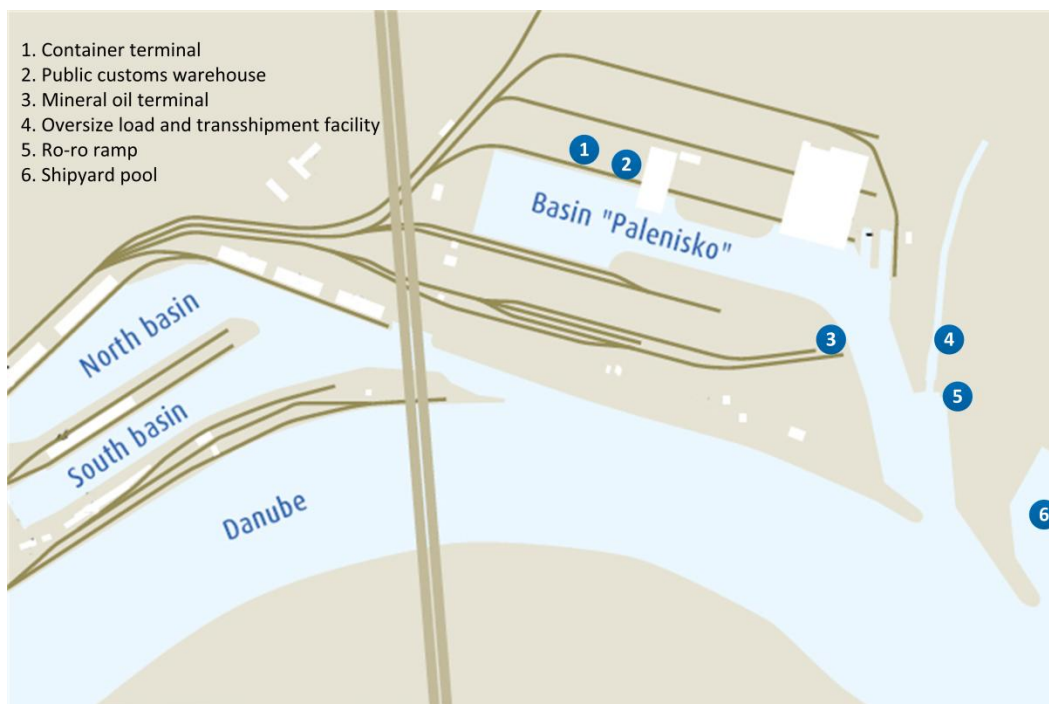 1. Container terminal
2. Public customs warehouse
3. Mineral oil terminal
4. Oversize load and transshipment facility
5. Ro-ro ramp
6. Shipyard pool
1
2
Basin "Palenisko"
North basin
3
4
5
South basin
Danube
6